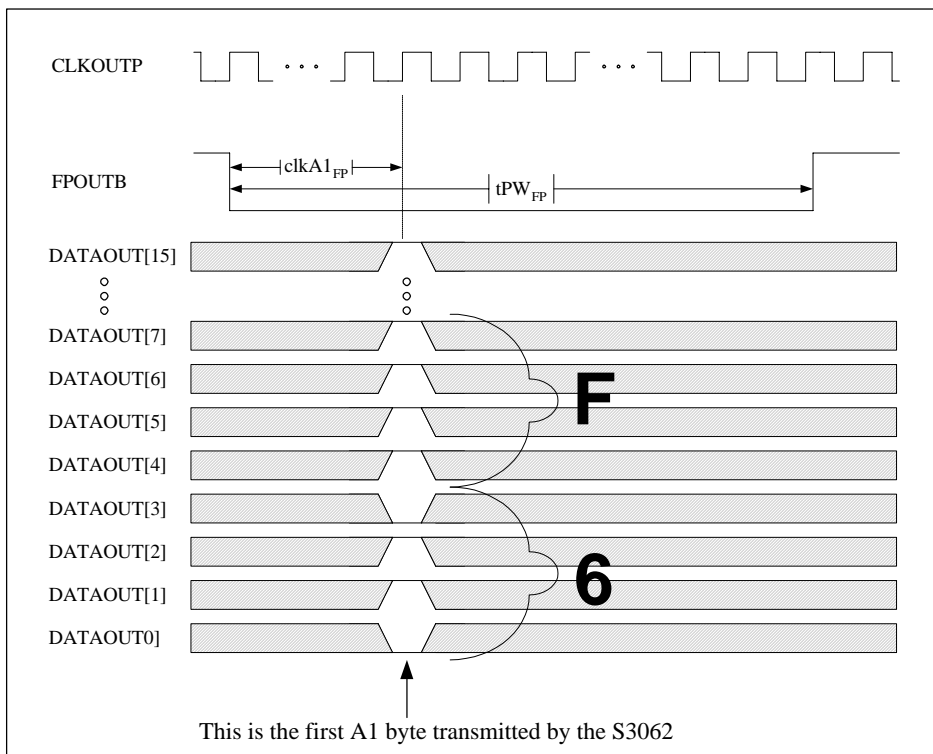 CLKOUTP
clkA1FP
FPOUTB
tPWFP
DATAOUT[15]
DATAOUT[7]
DATAOUT[6]
F
DATAOUT[5]
DATAOUT[4]
DATAOUT[3]
DATAOUT[2]
6
DATAOUT[1]
DATAOUT0]
This is the first A1 byte transmitted by the S3062